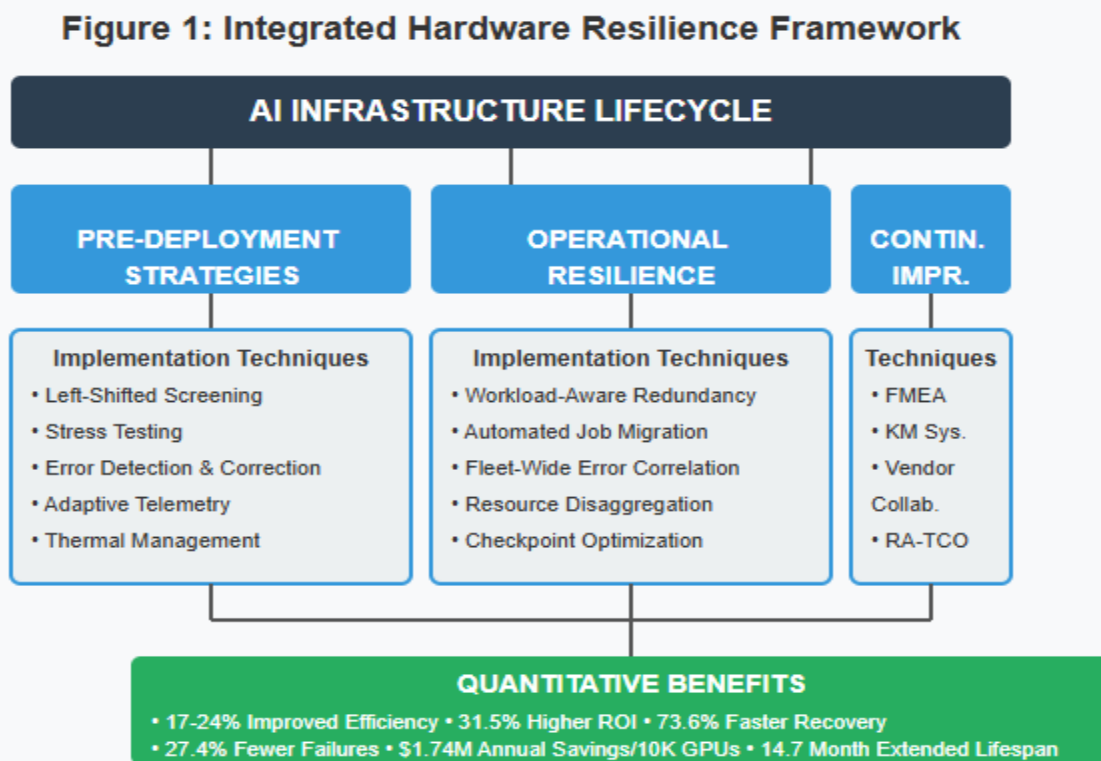 Figure 1: Integrated Hardware Resilience Framework
AI INFRASTRUCTURE LIFECYCLE
PRE-DEPLOYMENT
STRATEGIES
OPERATIONAL
RESILIENCE
CONTIN.
IMPR.
Implementation Techniques
• Left-Shifted Screening
• Stress Testing
• Error Detection & Correction
• Adaptive Telemetry
• Thermal Management
Implementation Techniques
• Workload-Aware Redundancy
• Automated Job Migration
• Fleet-Wide Error Correlation
• Resource Disaggregation
• Checkpoint Optimization
Techniques
• FMEA
• KM Sys.
• Vendor
Collab.
• RA-TCO
QUANTITATIVE BENEFITS
• 17-24% Improved Efficiency • 31.5% Higher ROI • 73.6% Faster Recovery
• 27.4% Fewer Failures • $1.74M Annual Savings/10K GPUs • 14.7 Month Extended Lifespan